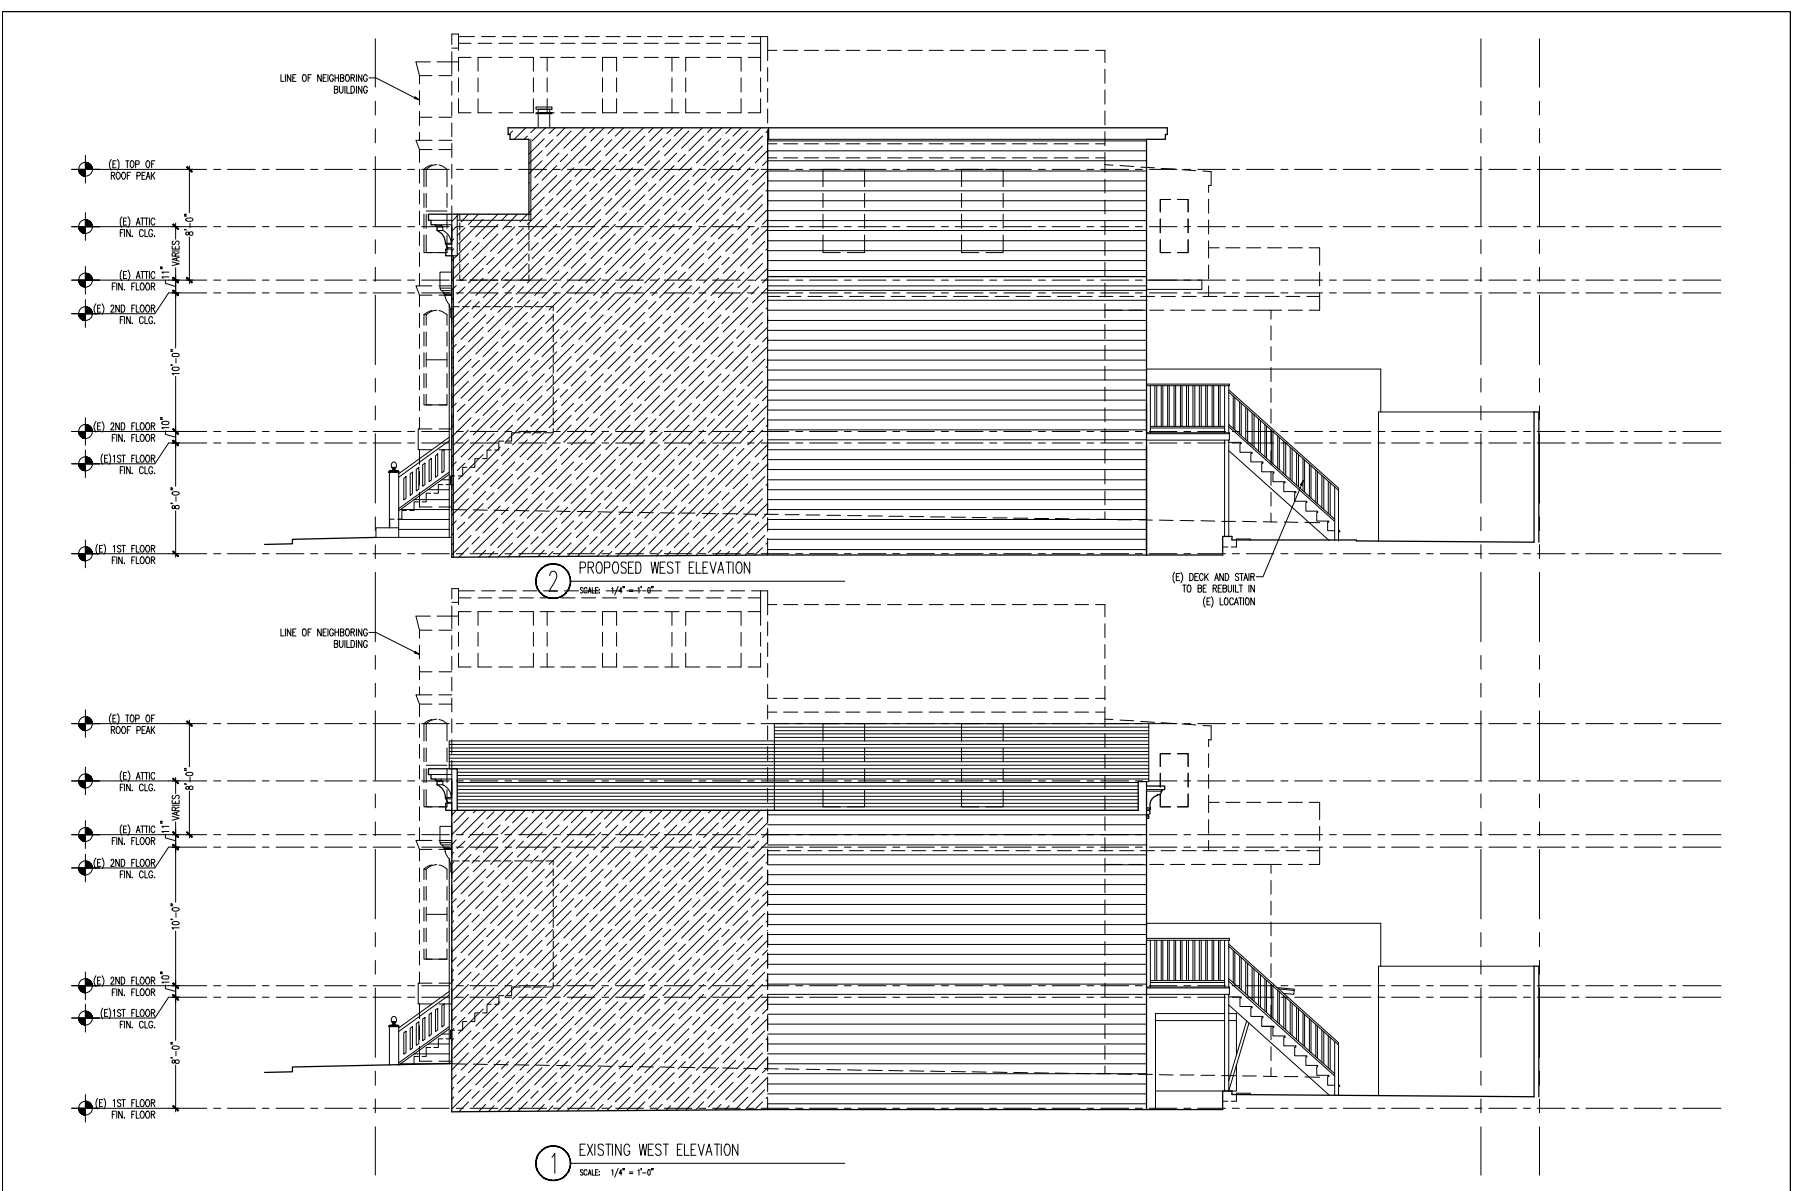 LINE OF NEIGHBORING
BUILDING
(E) TOP OF
ROOF PEAK
(E) ATTIC
FIN. CLG.
8'-0"
VARIES
(E) ATTIC
FIN. FLOOR
11"
(E) 2ND FLOOR
FIN. CLG.
10'-0"
(E) 2ND FLOOR
FIN. FLOOR
10"
(E)1ST FLOOR
FIN. CLG.
8'-0"
(E) 1ST FLOOR
FIN. FLOOR
2
PROPOSED WEST ELEVATION
SCALE: 1/4" = 1'-0"
(E) DECK AND STAIR
TO BE REBUILT IN
(E) LOCATION
LINE OF NEIGHBORING
BUILDING
(E) TOP OF
ROOF PEAK
(E) ATTIC
FIN. CLG.
8'-0"
VARIES
(E) ATTIC
FIN. FLOOR
11"
(E) 2ND FLOOR
FIN. CLG.
10'-0"
(E) 2ND FLOOR
FIN. FLOOR
10"
(E)1ST FLOOR
FIN. CLG.
8'-0"
(E) 1ST FLOOR
FIN. FLOOR
1
EXISTING WEST ELEVATION
SCALE: 1/4" = 1'-0"